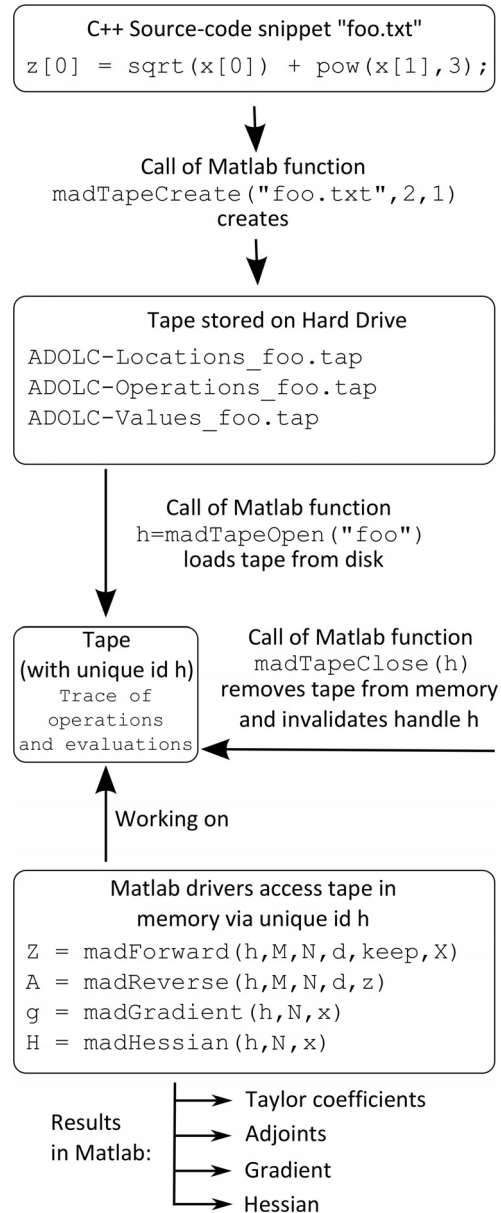 C++ Source-code snippet "foo.txt"
z[0] = sqrt(x[0]) + pow(x[1],3);
Call of Matlab function
madTapeCreate("foo.txt",2,1)
creates
Tape stored on Hard Drive
ADOLC-Locations_foo.tap
ADOLC-Operations_foo.tap
ADOLC-Values_foo.tap
Call of Matlab function
h=madTapeOpen("foo")
loads tape from disk
Tape
(with unique id h)
Trace of
operations
and evaluations
Call of Matlab function
madTapeClose(h)
removes tape from memory
and invalidates handle h
Working on
Matlab drivers access tape in
memory via unique id h
Z = madForward(h,M,N,d,keep,X)
A = madReverse(h,M,N,d,z)
g = madGradient(h,N,x)
H = madHessian(h,N,x)
Results
in Matlab:
Taylor coefficients
Adjoints
Gradient
Hessian